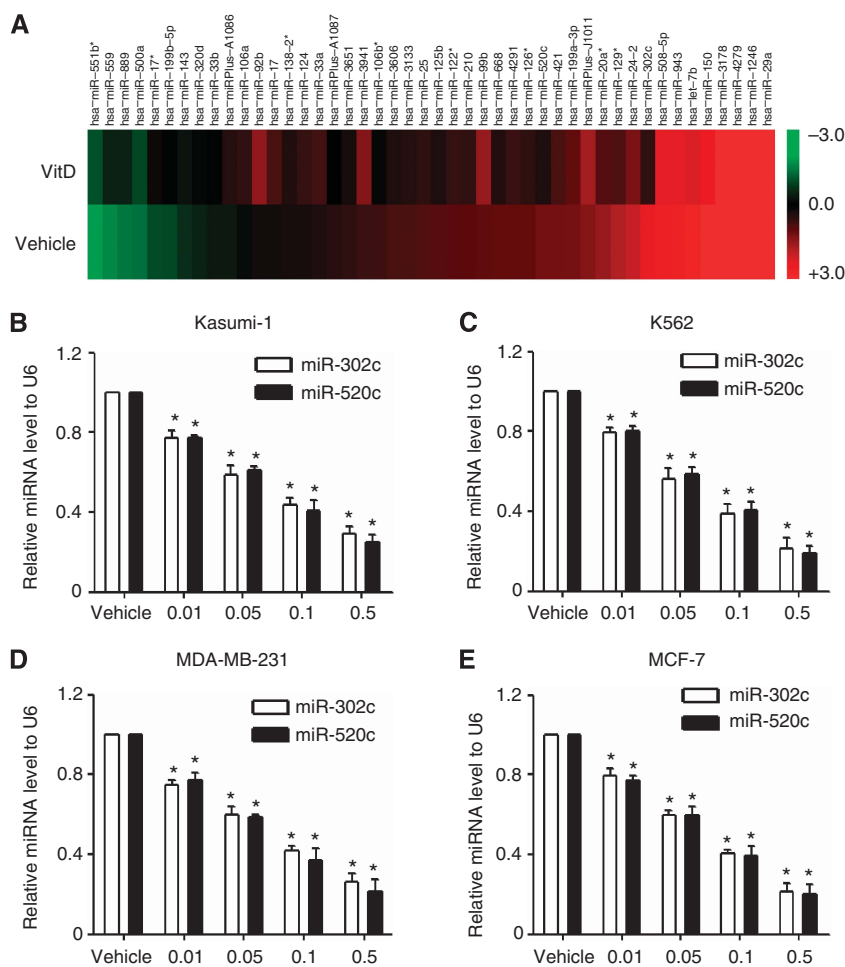 A
hsa-miR-551b*
hsa-miR-559
hsa-miR-889
hsa-miR-500a
hsa-miR-17*
hsa-miR-199b-5p
hsa-miR-143
hsa-miR-320d
hsa-miR-33b
hsa-miRPlus-A1086
hsa-miR-106a
hsa-miR-92b
hsa-miR-17
hsa-miR-138-2*
hsa-miR-124
hsa-miR-33a
hsa-miRPlus-A1087
hsa-miR-3651
hsa-miR-3941
hsa-miR-106b*
hsa-miR-3606
hsa-miR-3133
hsa-miR-25
hsa-miR-125b
hsa-miR-122*
hsa-miR-210
hsa-miR-99b
hsa-miR-668
hsa-miR-4291
hsa-miR-126*
hsa-miR-520c
hsa-miR-421
hsa-miR-199a-3p
hsa-miRPlus-J1011
hsa-miR-20a*
hsa-miR-129*
hsa-miR-24-2
hsa-miR-302c
hsa-miR-508-5p
hsa-miR-943
hsa-let-7b
hsa-miR-150
hsa-miR-3178
hsa-miR-4279
hsa-miR-1246
hsa-miR-29a
VitD
Vehicle
−3.0
0.0
+3.0
B
Kasumi-1
Relative miRNA level to U6
1.2
0.8
0.4
0
miR-302c
miR-520c
* * * * * * * *
Vehicle 0.01 0.05 0.1 0.5
C
K562
Relative miRNA level to U6
1.2
0.8
0.4
0
miR-302c
miR-520c
* * * * * * * *
Vehicle 0.01 0.05 0.1 0.5
D
MDA-MB-231
Relative miRNA level to U6
1.2
0.8
0.4
0
miR-302c
miR-520c
* * * * * * * *
Vehicle 0.01 0.05 0.1 0.5
E
MCF-7
Relative miRNA level to U6
1.2
0.8
0.4
0
miR-302c
miR-520c
* * * * * * * *
Vehicle 0.01 0.05 0.1 0.5